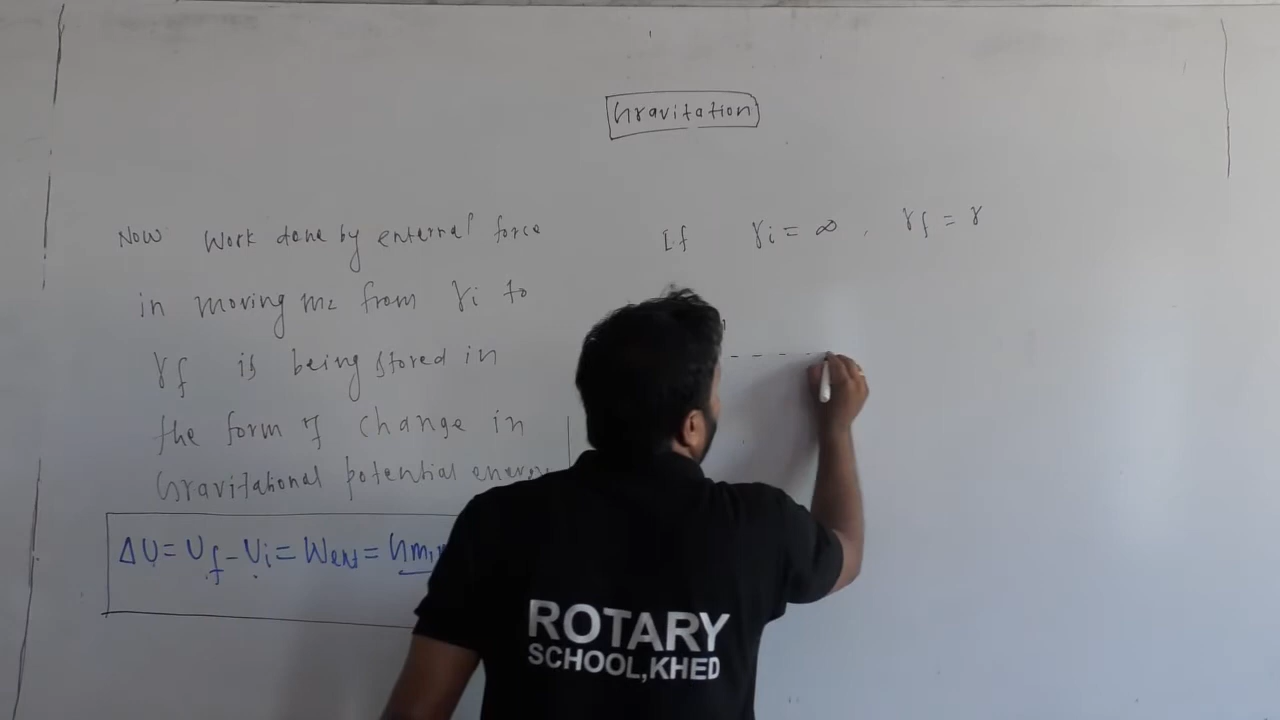 Gravitation
Now Work done by external force
in moving m2 from ri to
rf is being stored in
the form of change in
Gravitational potential energy
ΔU = Uf - Ui = Wext = Gm1
If ri = ∞, rf = r
ROTARY
SCHOOL,KHED